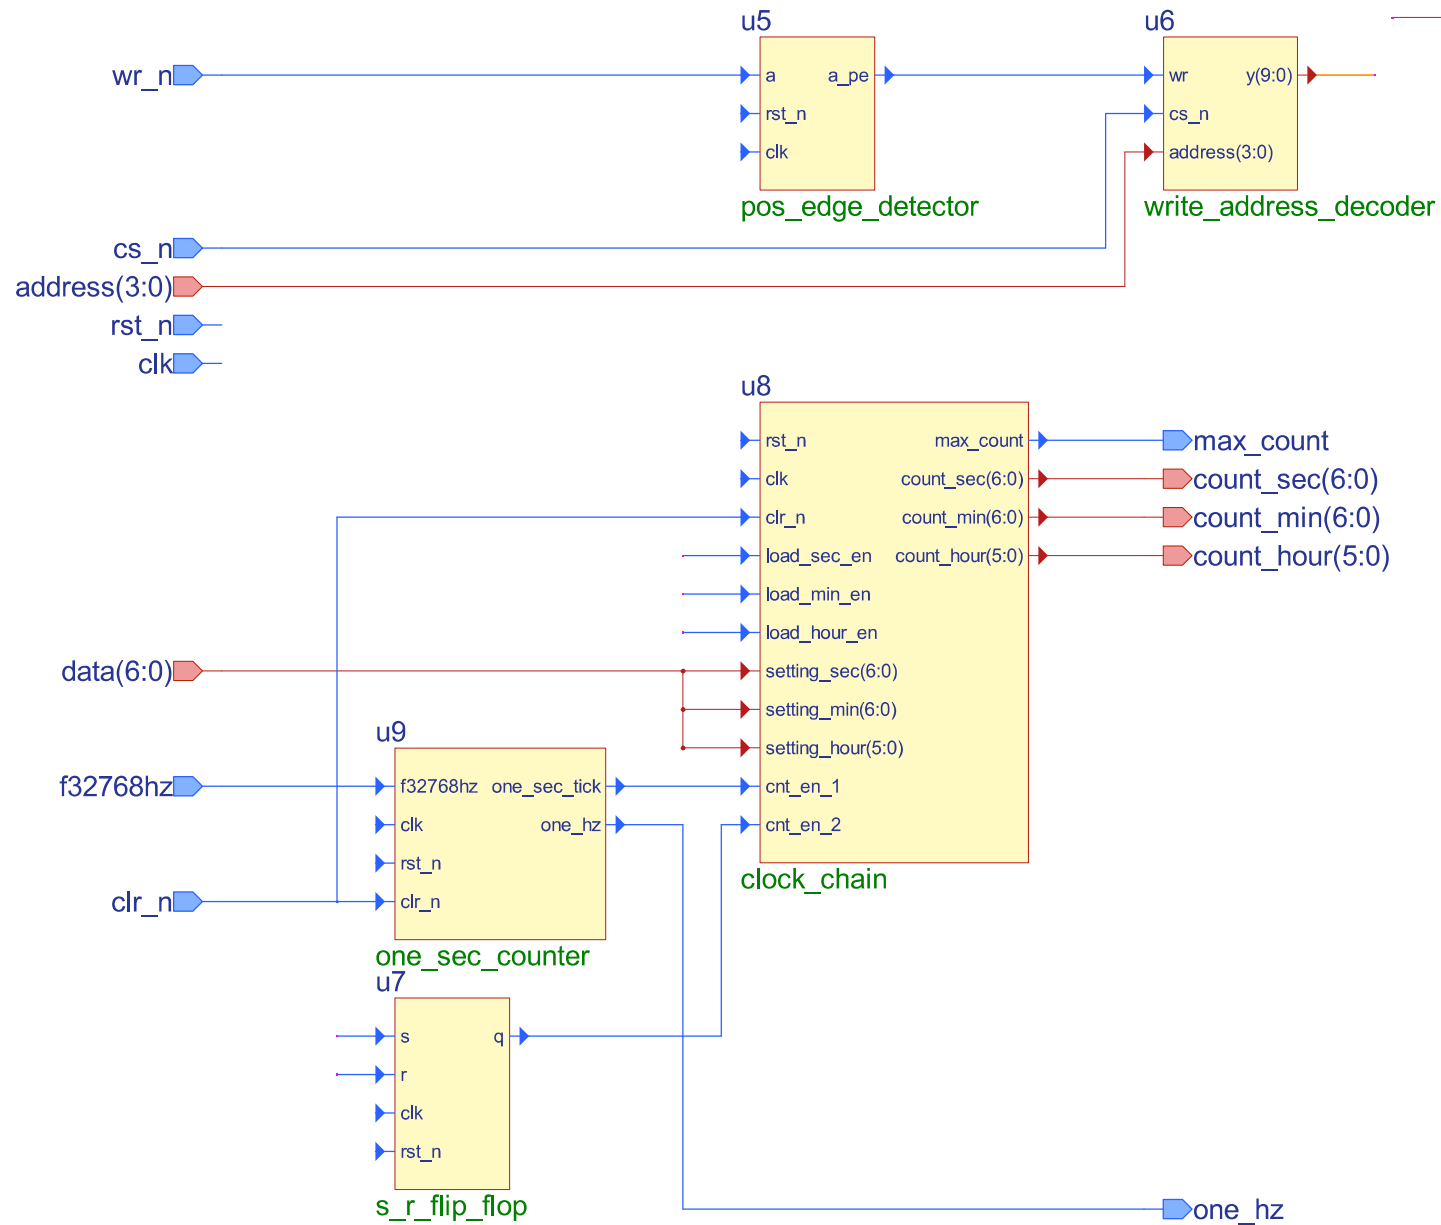 u5
u6
wr_n
a
a_pe
wr
y(9:0)
rst_n
cs_n
clk
address(3:0)
pos_edge_detector
write_address_decoder
cs_n
address(3:0)
rst_n
clk
u8
rst_n
max_count
max_count
clk
count_sec(6:0)
count_sec(6:0)
clr_n
count_min(6:0)
count_min(6:0)
load_sec_en
count_hour(5:0)
count_hour(5:0)
load_min_en
load_hour_en
data(6:0)
setting_sec(6:0)
setting_min(6:0)
u9
setting_hour(5:0)
f32768hz
f32768hz
one_sec_tick
cnt_en_1
clk
one_hz
cnt_en_2
rst_n
clock_chain
clr_n
clr_n
one_sec_counter
u7
s
q
r
clk
rst_n
s_r_flip_flop
one_hz